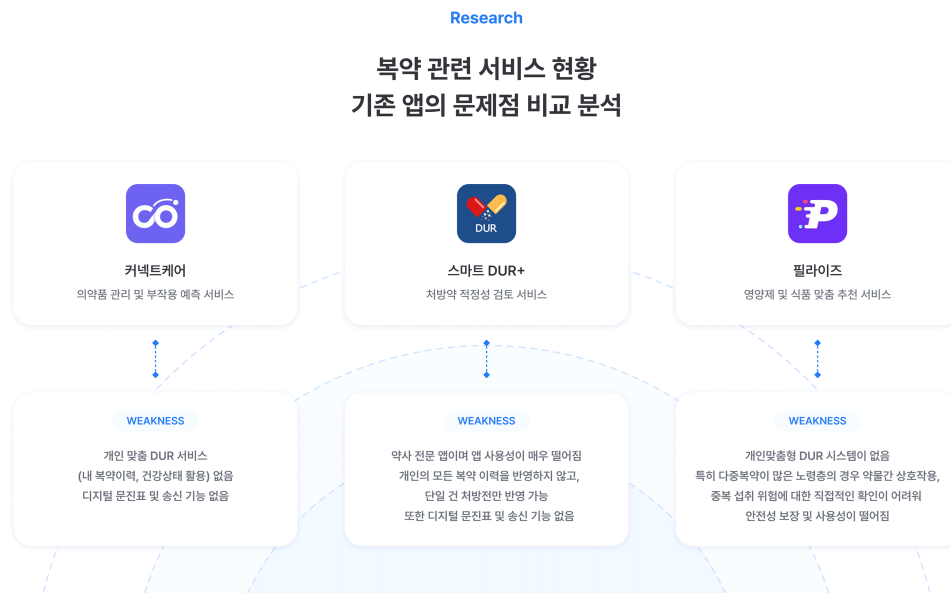 Research
복약 관련 서비스 현황
기존 앱의 문제점 비교 분석
커넥트케어
의약품 관리 및 부작용 예측 서비스
DUR
스마트 DUR+
처방약 적정성 검토 서비스
필라이즈
영양제 및 식품 맞춤 추천 서비스
WEAKNESS
개인 맞춤 DUR 서비스
(내 복약이력, 건강상태 활용) 없음
디지털 문진표 및 송신 기능 없음
WEAKNESS
약사 전문 앱이며 앱 사용성이 매우 떨어짐
개인의 모든 복약 이력을 반영하지 않고,
단일 건 처방전만 반영 가능
또한 디지털 문진표 및 송신 기능 없음
WEAKNESS
개인맞춤형 DUR 시스템이 없음
특히 다중복약이 많은 노령층의 경우 약물간 상호작용,
중복 섭취 위험에 대한 직접적인 확인이 어려워
안전성 보장 및 사용성이 떨어짐